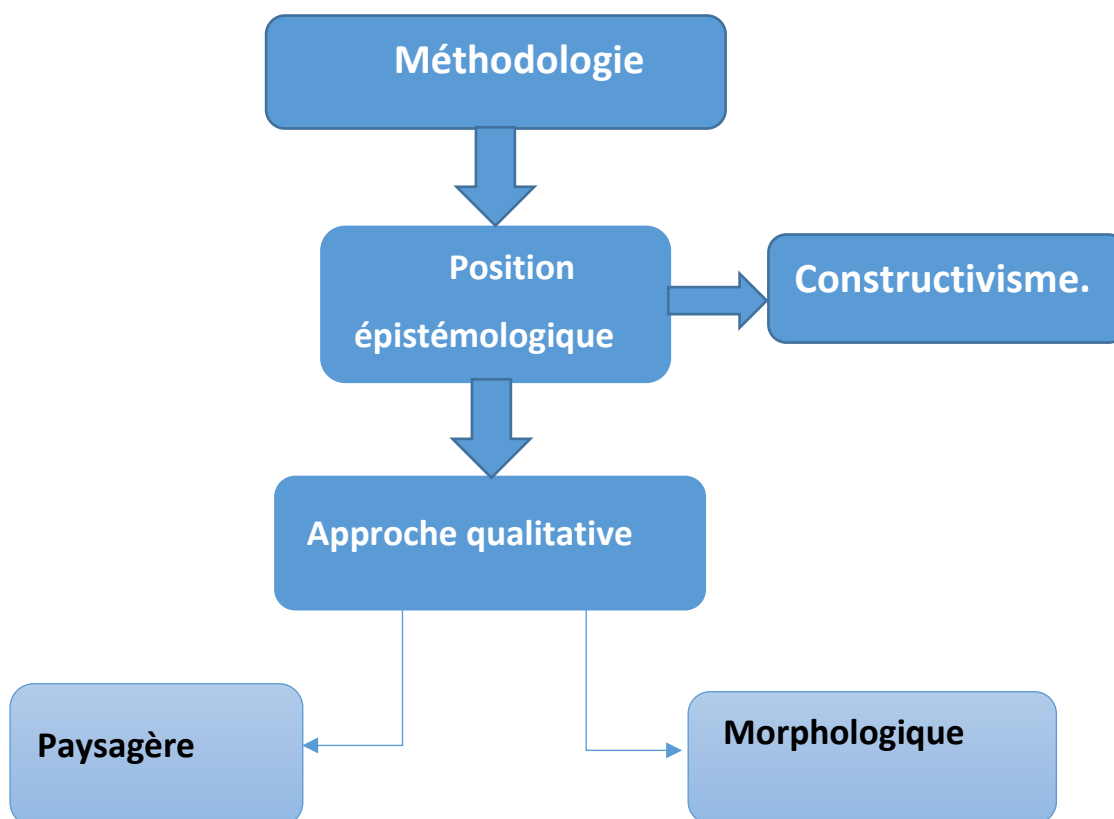 Méthodologie
Position
épistémologique
Constructivisme.
Approche qualitative
Paysagère
Morphologique